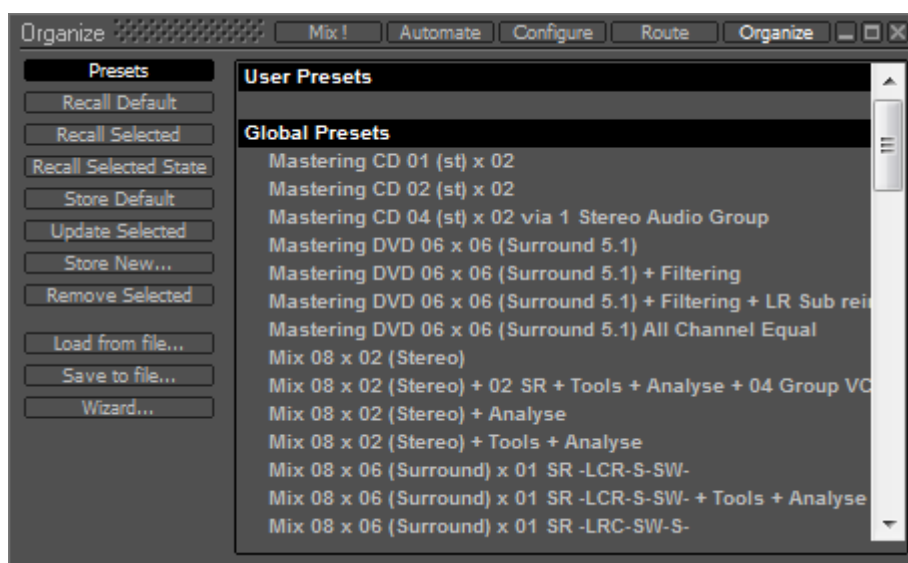 Organize
Mix !
Automate
Configure
Route
Organize
Presets
Recall Default
Recall Selected
Recall Selected State
Store Default
Update Selected
Store New...
Remove Selected
Load from file...
Save to file...
Wizard...
User Presets
Global Presets
Mastering CD 01 (st) x 02
Mastering CD 02 (st) x 02
Mastering CD 04 (st) x 02 via 1 Stereo Audio Group
Mastering DVD 06 x 06 (Surround 5.1)
Mastering DVD 06 x 06 (Surround 5.1) + Filtering
Mastering DVD 06 x 06 (Surround 5.1) + Filtering + LR Sub rei
Mastering DVD 06 x 06 (Surround 5.1) All Channel Equal
Mix 08 x 02 (Stereo)
Mix 08 x 02 (Stereo) + 02 SR + Tools + Analyse + 04 Group VC
Mix 08 x 02 (Stereo) + Analyse
Mix 08 x 02 (Stereo) + Tools + Analyse
Mix 08 x 06 (Surround) x 01 SR -LCR-S-SW-
Mix 08 x 06 (Surround) x 01 SR -LCR-S-SW- + Tools + Analyse
Mix 08 x 06 (Surround) x 01 SR -LRC-SW-S-